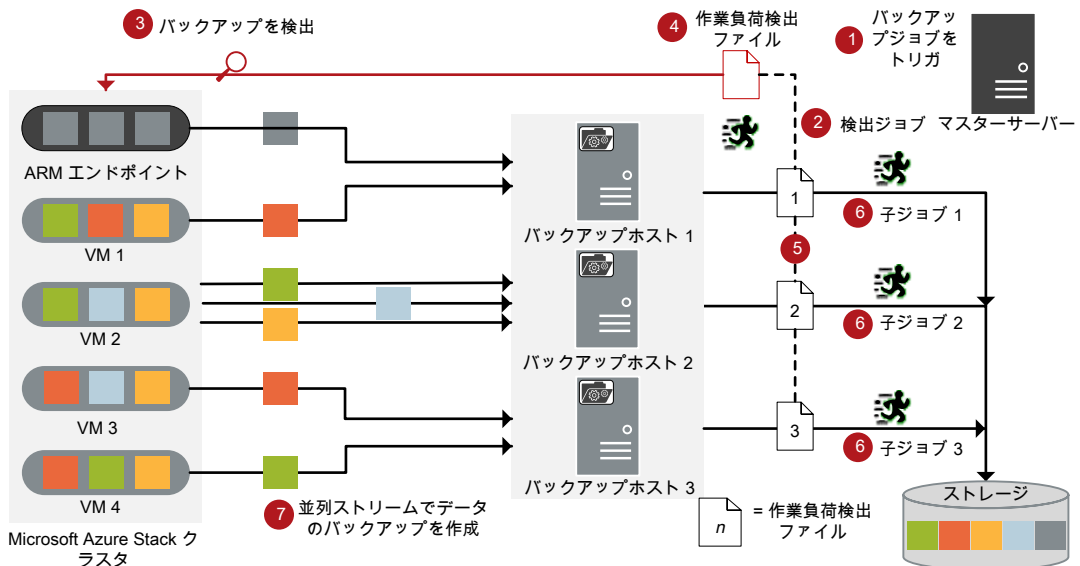 3 バックアップを検出
4 作業負荷検出
ファイル
1 バックアッ
プジョブを
トリガ
2 検出ジョブ
マスターサーバー
ARM エンドポイント
VM 1
VM 2
VM 3
VM 4
Microsoft Azure Stack ク
ラスタ
バックアップホスト 1
バックアップホスト 2
バックアップホスト 3
1
5
2
3
6 子ジョブ 1
6 子ジョブ 2
6 子ジョブ 3
7 並列ストリームでデータ
のバックアップを作成
n
= 作業負荷検出
ファイル
ストレージ